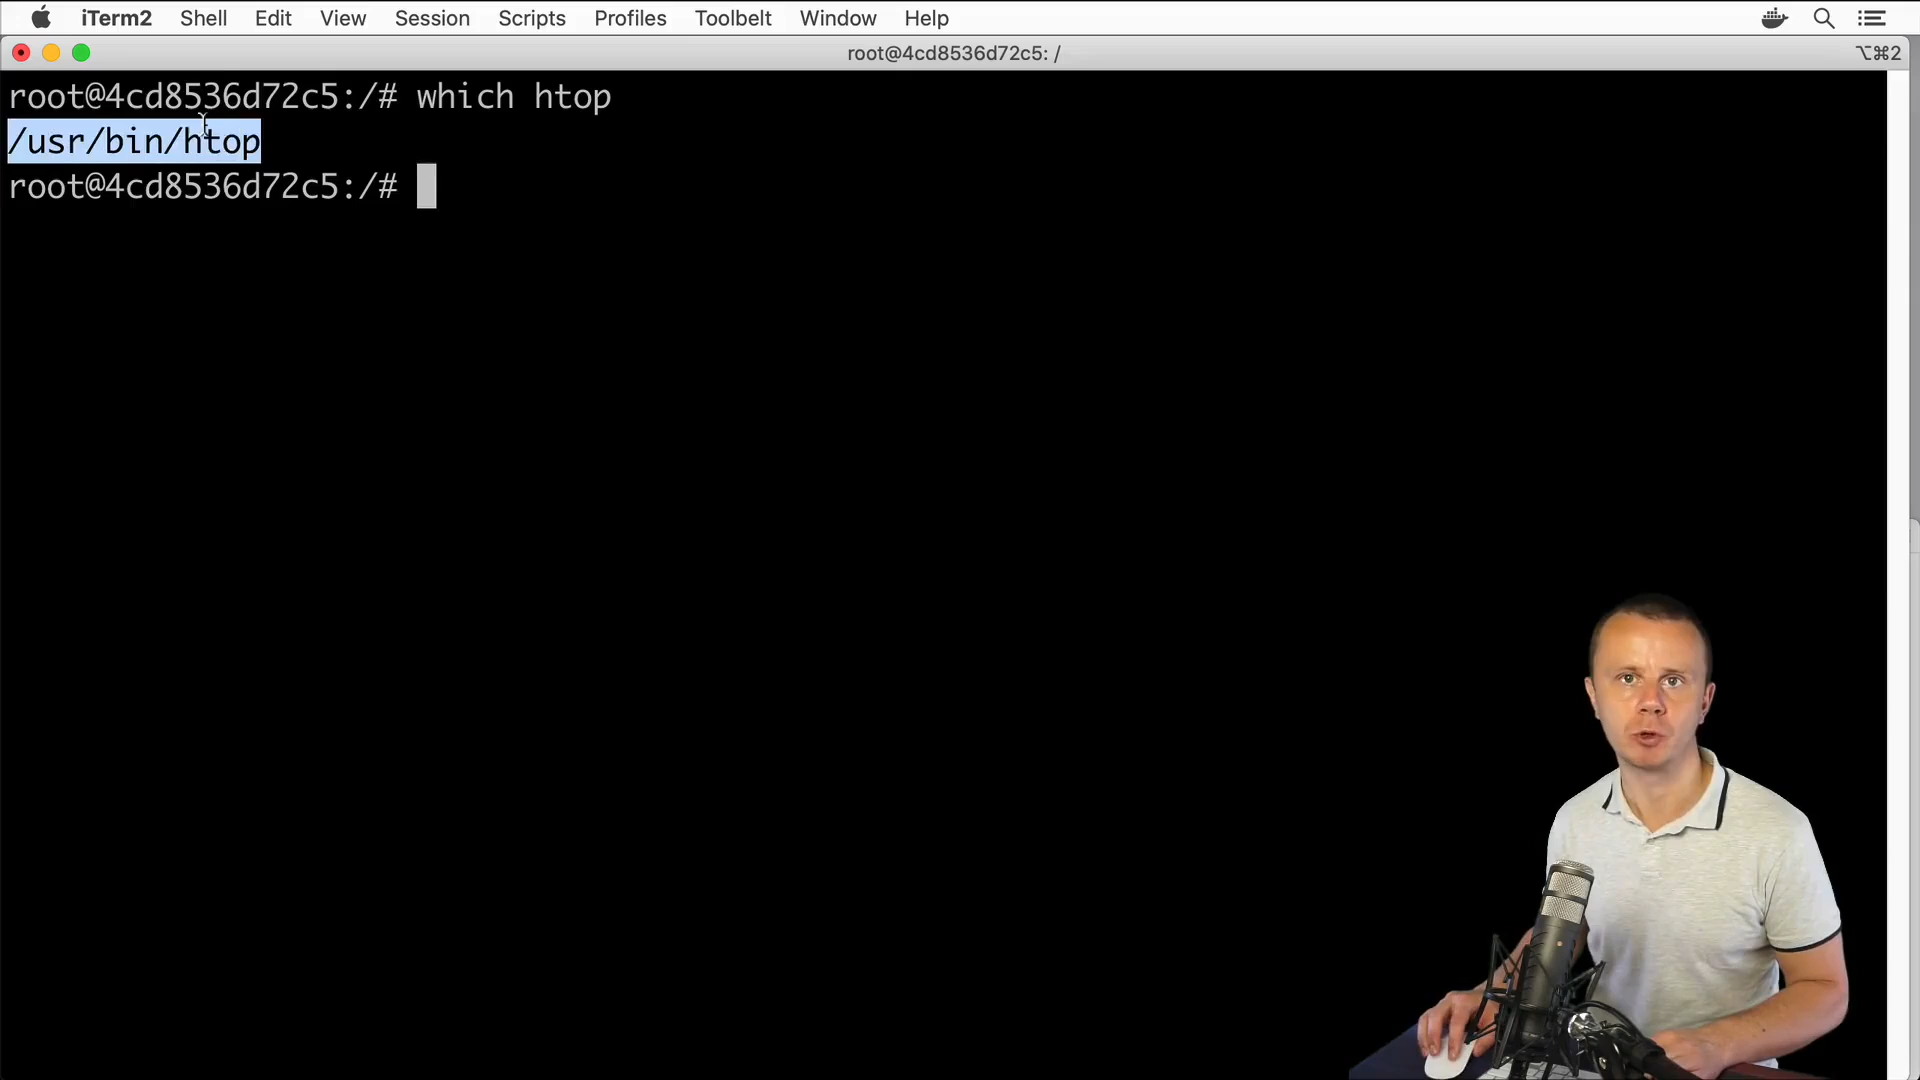 iTerm2 Shell Edit View Session Scripts Profiles Toolbelt Window Help
root@4cd8536d72c5: / ⌥⌘2
root@4cd8536d72c5:/# which htop
/usr/bin/htop
root@4cd8536d72c5:/#